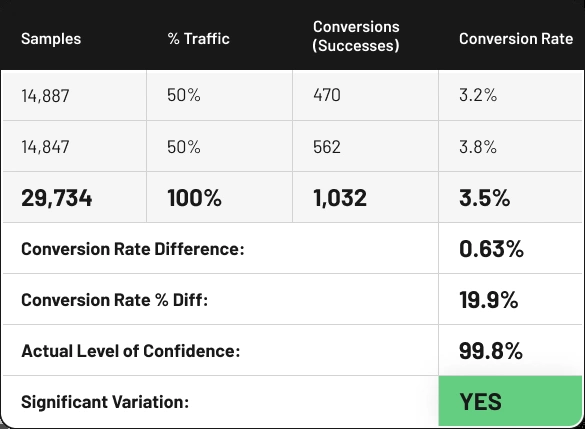 Samples % Traffic Conversions (Successes) Conversion Rate
14,887 50% 470 3.2%
14,847 50% 562 3.8%
29,734 100% 1,032 3.5%
Conversion Rate Difference: 0.63%
Conversion Rate % Diff: 19.9%
Actual Level of Confidence: 99.8%
Significant Variation: YES